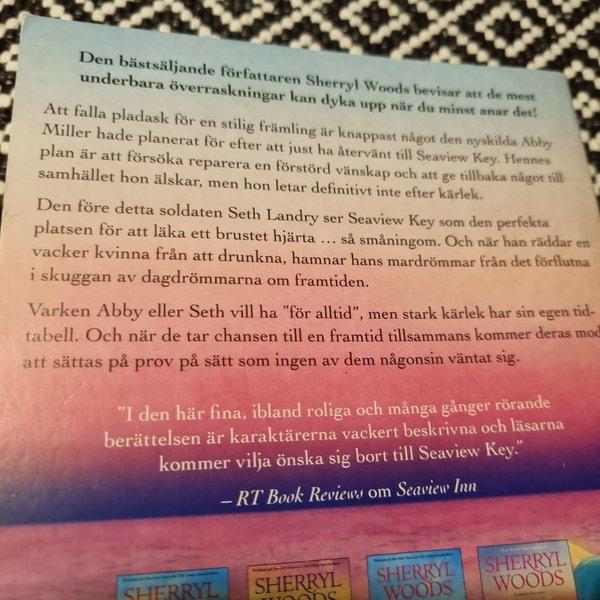 Den bästsäljande författaren Sherryl Woods bevisar att de mest
underbara överraskningar kan dyka upp när du minst anar det!
Att falla pladask för en stilig främling är knappast något den nyskilda Abby
Miller hade planerat för efter att just ha återvänt till Seaview Key. Hennes
plan är att försöka reparera en förstörd vänskap och att ge tillbaka något till
samhället hon älskar, men hon letar definitivt inte efter kärlek.
Den före detta soldaten Seth Landry ser Seaview Key som den perfekta
platsen för att läka ett brustet hjärta … så småningom. Och när han räddar en
vacker kvinna från att drunkna, hamnar hans mardrömmar från det förflutna
i skuggan av dagdrömmarna om framtiden.
Varken Abby eller Seth vill ha ”för alltid”, men stark kärlek har sin egen tid-
tabell. Och när de tar chansen till en framtid tillsammans kommer deras mod
att sättas på prov på sätt som ingen av dem någonsin väntat sig.
”I den här fina, ibland roliga och många gånger rörande
berättelsen är karaktärerna vackert beskrivna och läsarna
kommer vilja önska sig bort till Seaview Key.”
– RT Book Reviews om Seaview Inn
SHERRYL
WOODS
SHERRYL
WOODS
SHERRYL
WOODS
SHERRYL
WOODS